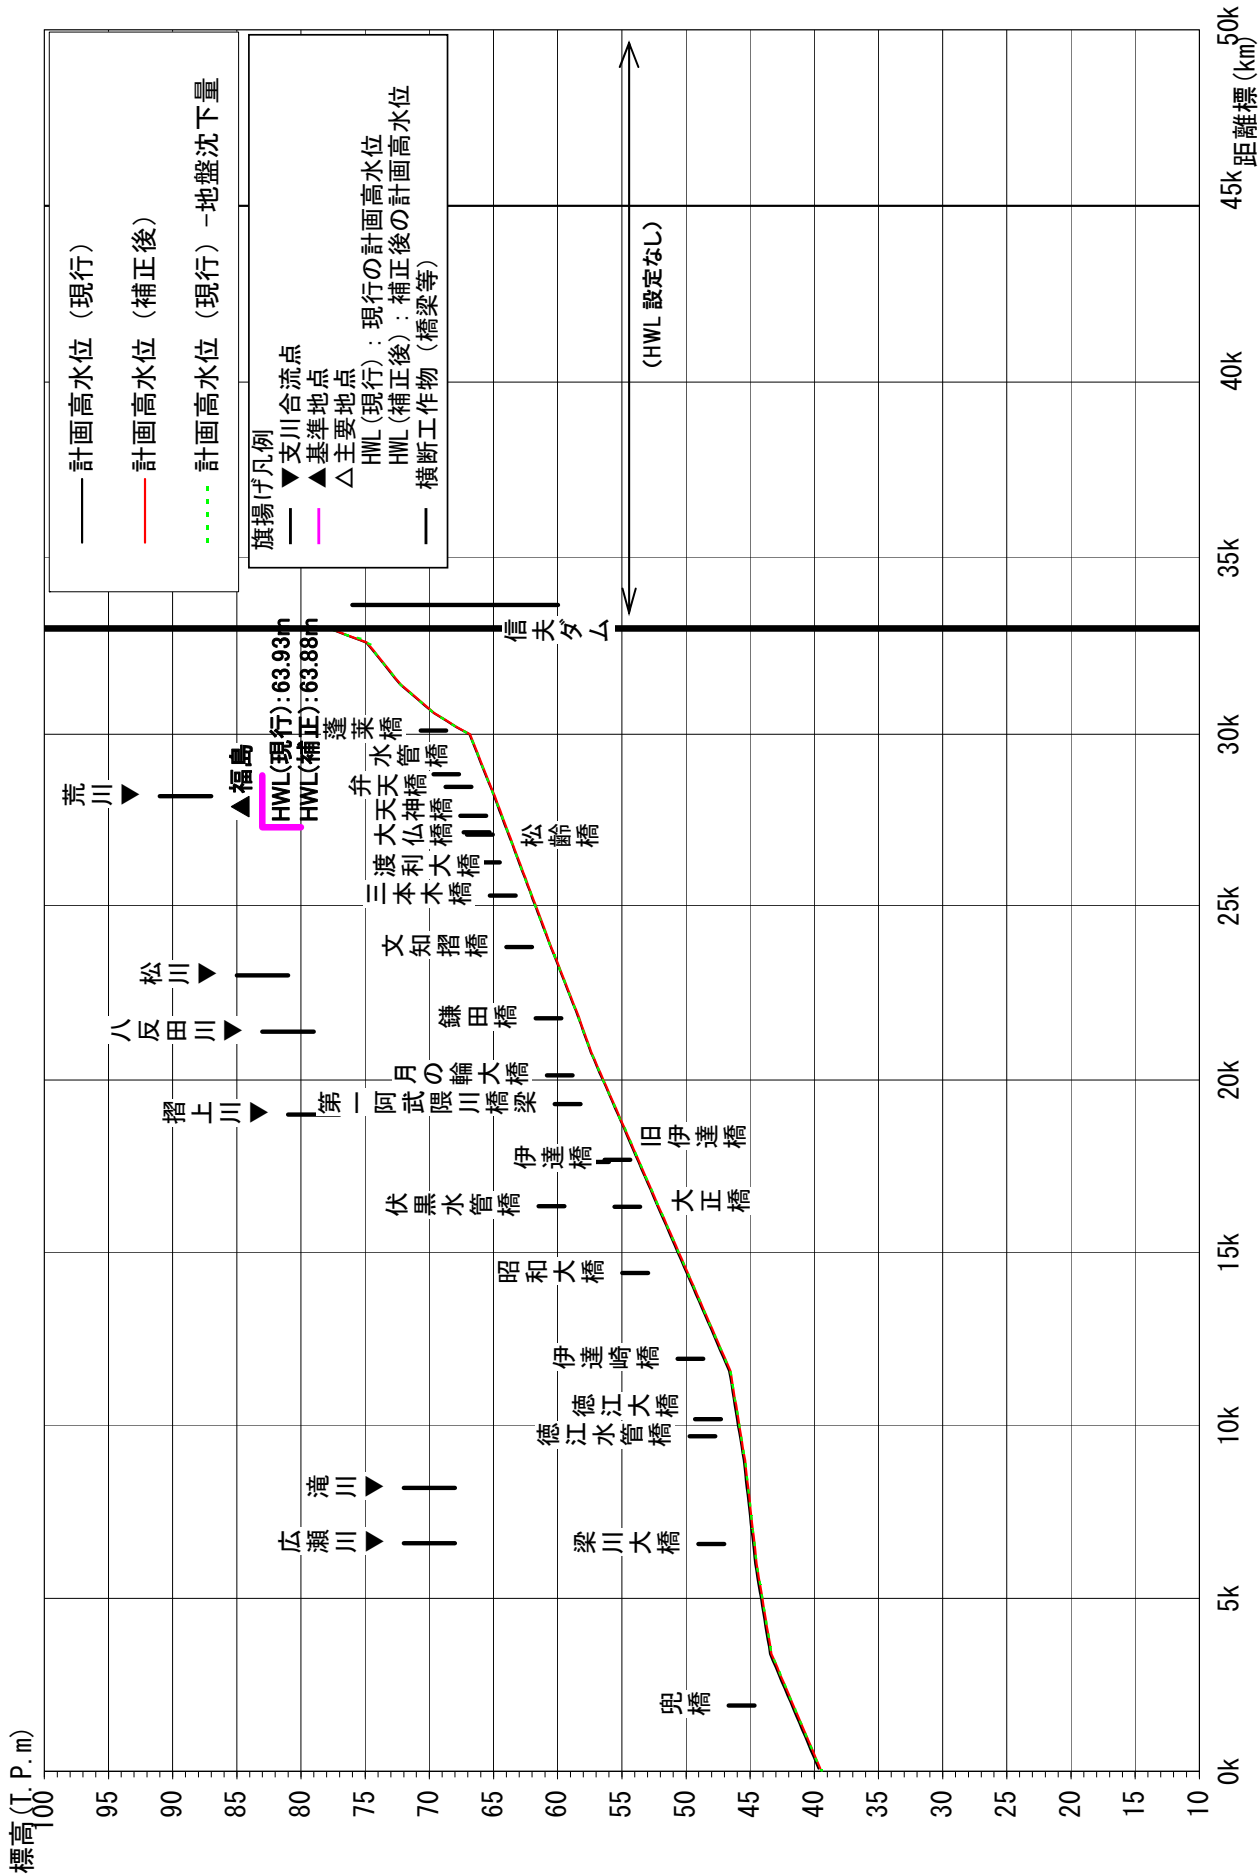 標高(T.P.m)
100
95
90
85
80
75
70
65
60
55
50
45
40
35
30
25
20
15
10
計画高水位（現行）
計画高水位（補正後）
計画高水位（現行）-地盤沈下量
旗揚げ凡例
▼支川合流点
▲基準地点
△主要地点
HWL(現行):現行の計画高水位
HWL(補正後):補正後の計画高水位
横断工作物（橋梁等）
広瀬川▼
滝川▼
摺上川▼
八反田川▼
松川▼
荒川▼
▲福島
HWL(現行):63.93m
HWL(補正):63.88m
兜橋
梁川大橋
徳江水管橋
徳江大橋
伊達崎橋
昭和大橋
伏黒水管橋
大正橋
伊達橋
旧伊達橋
第一阿武隈川橋梁
月の輪大橋
鎌田橋
文知摺橋
三本木橋
渡利大橋
大仏橋
松齢橋
天神橋
弁天橋
水管橋
蓬莱橋
信夫ダム
(HWL設定なし)
0k
5k
10k
15k
20k
25k
30k
35k
40k
45k
50k
距離標(km)